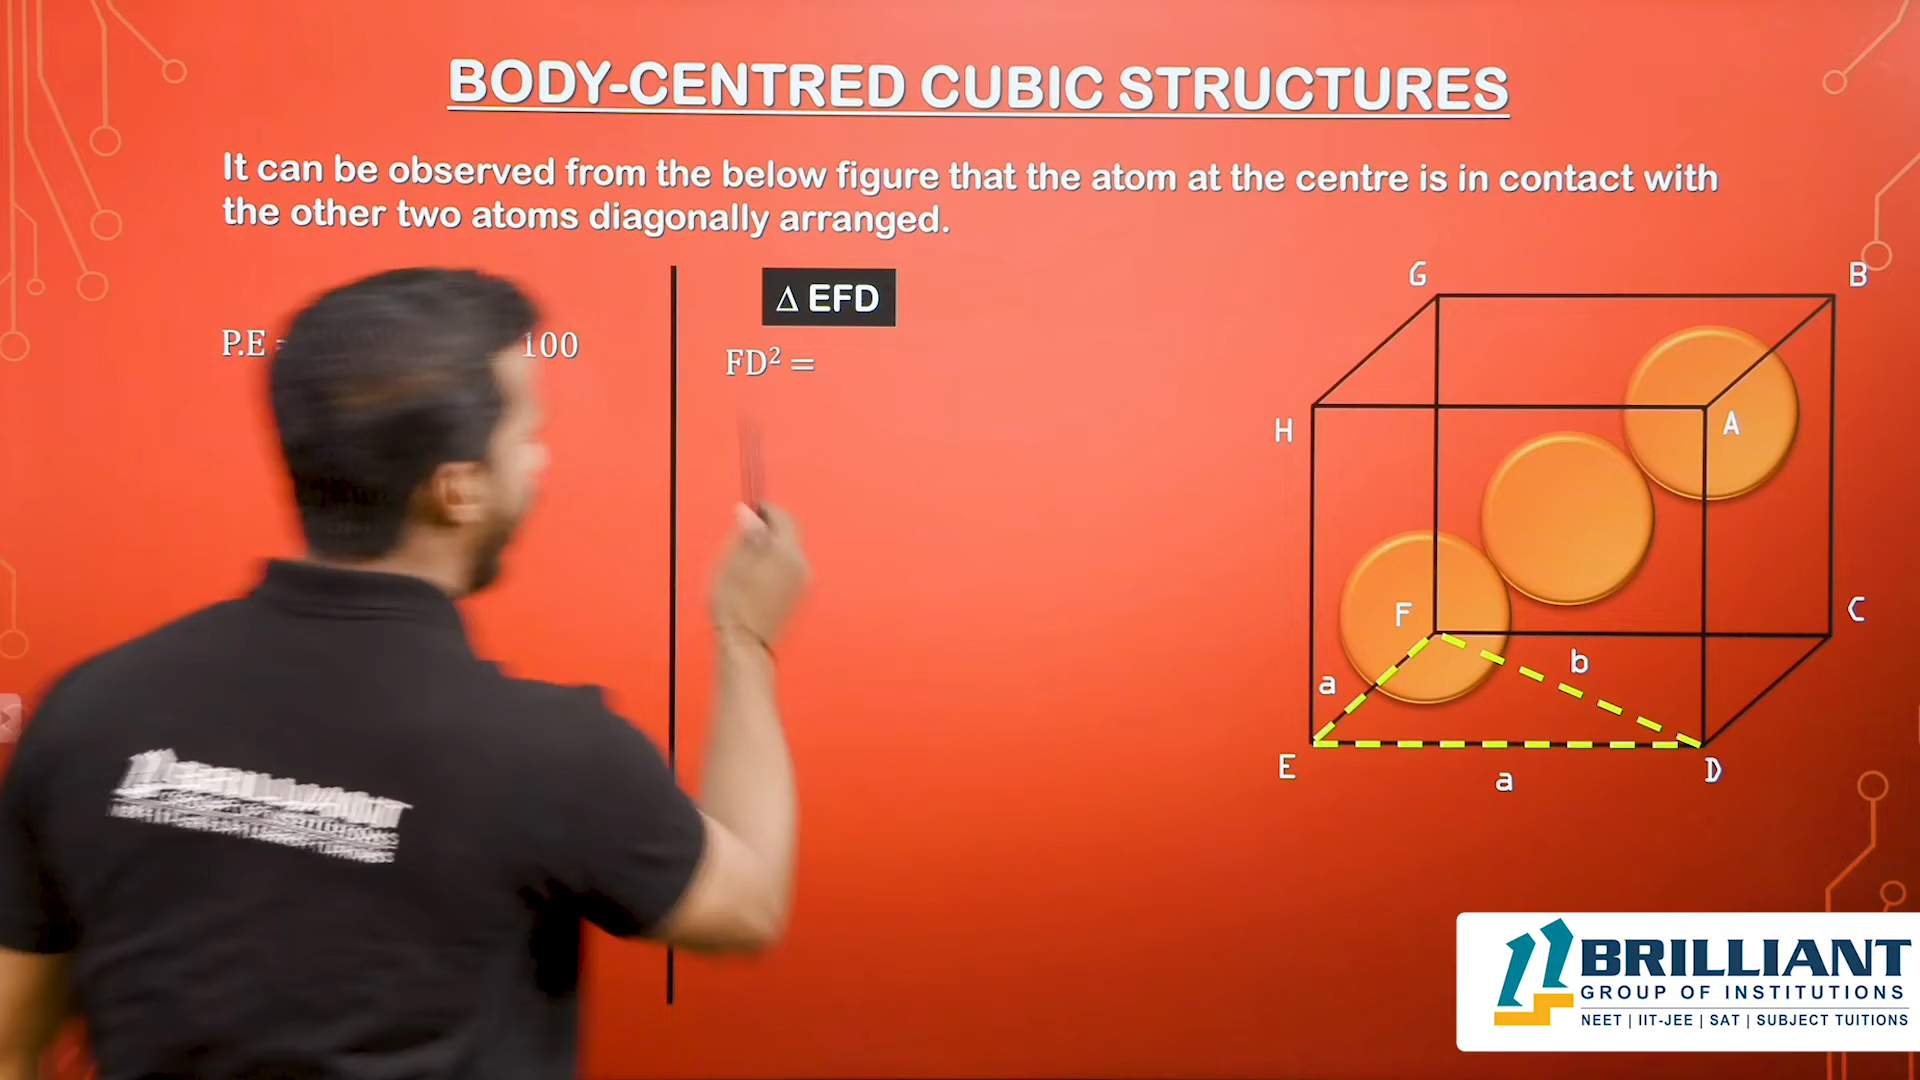 BODY-CENTRED CUBIC STRUCTURES
It can be observed from the below figure that the atom at the centre is in contact with
the other two atoms diagonally arranged.
P.E
100
Δ EFD
FD² =
G
B
H
A
F
C
b
a
E
D
a
BRILLIANT
GROUP OF INSTITUTIONS
NEET | IIT-JEE | SAT | SUBJECT TUITIONS